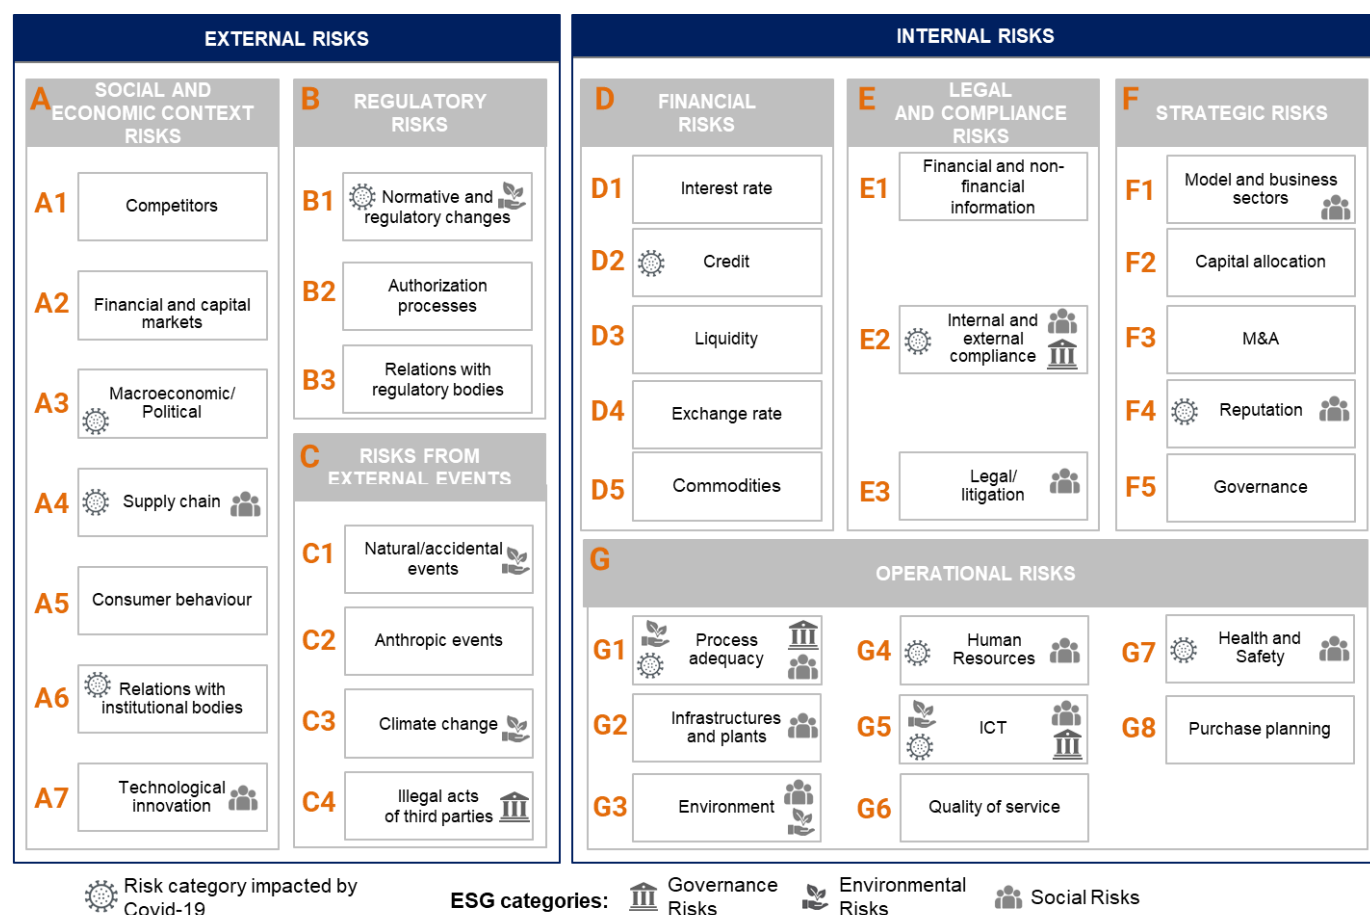 EXTERNAL RISKS
A
SOCIAL AND
ECONOMIC CONTEXT
RISKS
A1
Competitors
A2
Financial and capital
markets
A3
Macroeconomic/
Political
A4
Supply chain
A5
Consumer behaviour
A6
Relations with
institutional bodies
A7
Technological
innovation
B
REGULATORY
RISKS
B1
Normative and
regulatory changes
B2
Authorization
processes
B3
Relations with
regulatory bodies
C
RISKS FROM
EXTERNAL EVENTS
C1
Natural/accidental
events
C2
Anthropic events
C3
Climate change
C4
Illegal acts
of third parties
INTERNAL RISKS
D
FINANCIAL
RISKS
D1
Interest rate
D2
Credit
D3
Liquidity
D4
Exchange rate
D5
Commodities
E
LEGAL
AND COMPLIANCE
RISKS
E1
Financial and non-
financial
information
E2
Internal and
external
compliance
E3
Legal/
litigation
F
STRATEGIC RISKS
F1
Model and business
sectors
F2
Capital allocation
F3
M&A
F4
Reputation
F5
Governance
G
OPERATIONAL RISKS
G1
Process
adequacy
G2
Infrastructures
and plants
G3
Environment
G4
Human
Resources
G5
ICT
G6
Quality of service
G7
Health and
Safety
G8
Purchase planning
Risk category impacted by
Covid-19
ESG categories:
Governance
Risks
Environmental
Risks
Social Risks